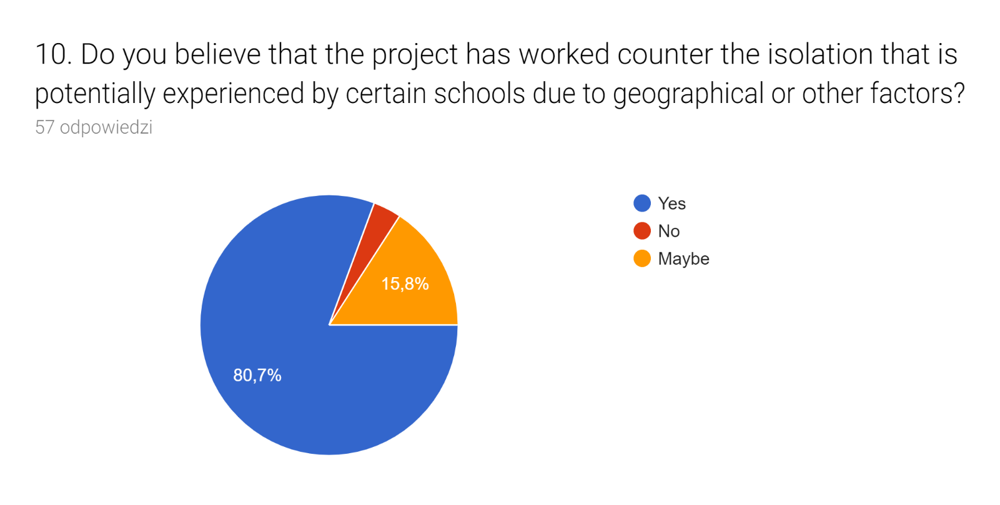 10. Do you believe that the project has worked counter the isolation that is
potentially experienced by certain schools due to geographical or other factors?
57 odpowiedzi
Yes
No
Maybe
15,8%
80,7%